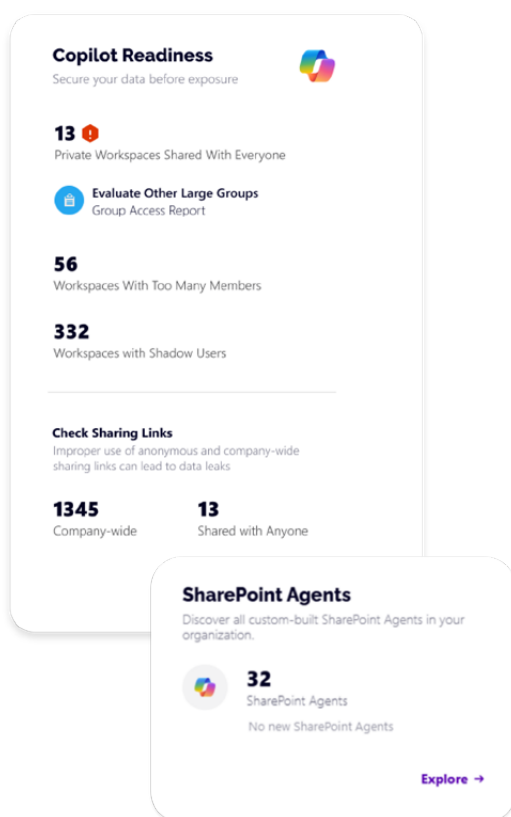 Copilot Readiness
Secure your data before exposure
13
Private Workspaces Shared With Everyone
Evaluate Other Large Groups
Group Access Report
56
Workspaces With Too Many Members
332
Workspaces with Shadow Users
Check Sharing Links
Improper use of anonymous and company-wide
sharing links can lead to data leaks
1345
Company-wide
13
Shared with Anyone
SharePoint Agents
Discover all custom-built SharePoint Agents in your
organization.
32
SharePoint Agents
No new SharePoint Agents
Explore →